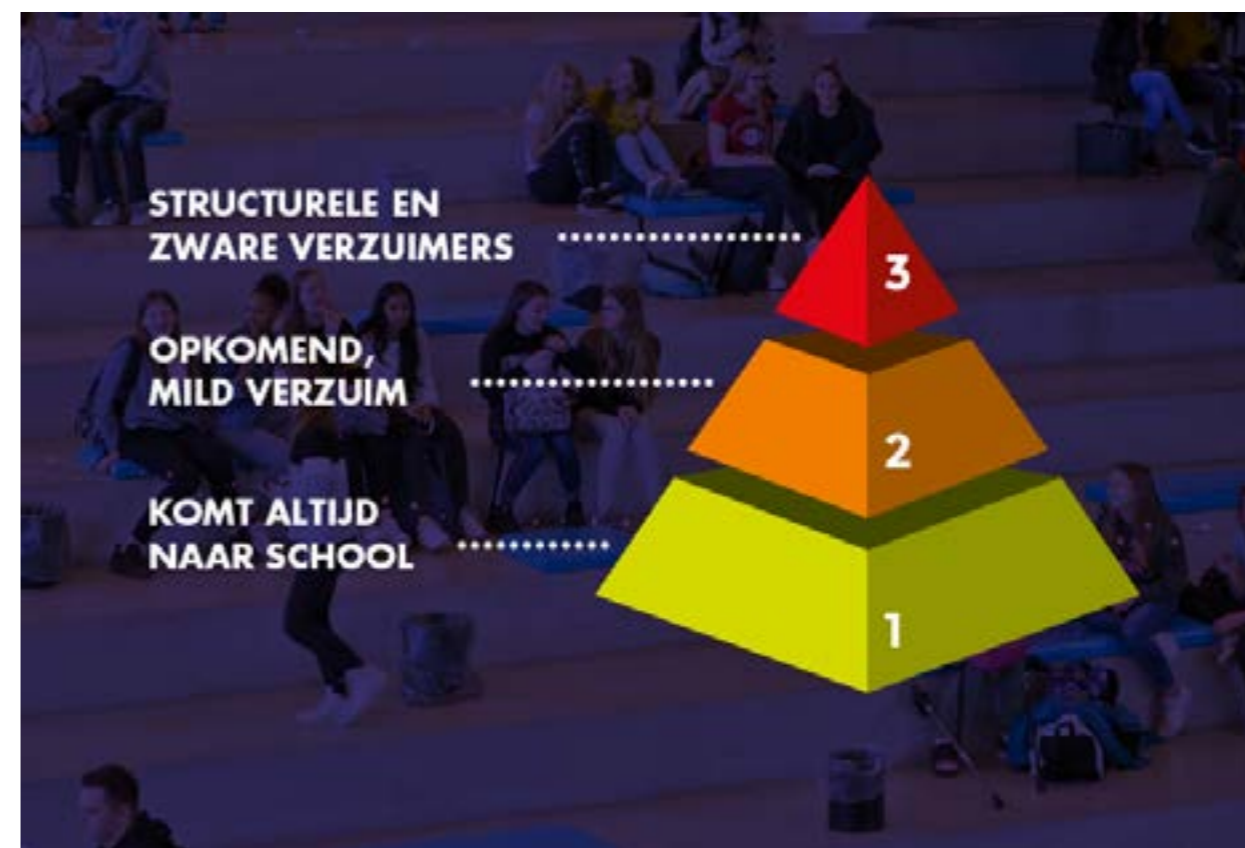 STRUCTURELE EN
ZWARE VERZUIMERS
3
OPKOMEND,
MILD VERZUIM
2
KOMT ALTIJD
NAAR SCHOOL
1